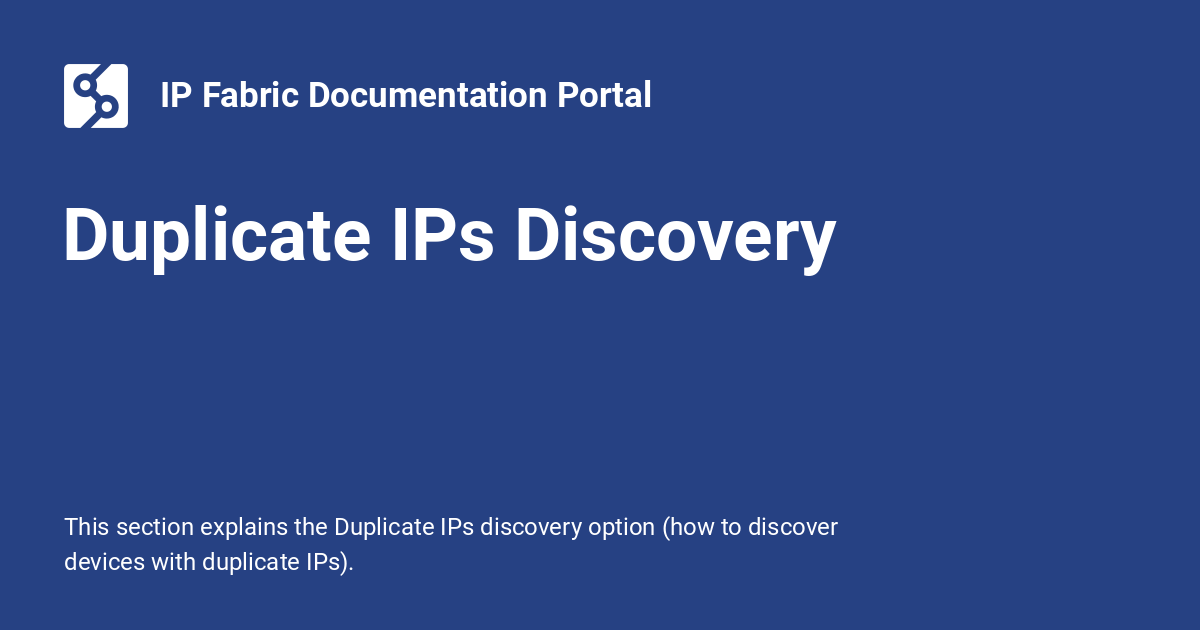 IP Fabric Documentation Portal
Duplicate IPs Discovery
This section explains the Duplicate IPs discovery option (how to discover
devices with duplicate IPs).